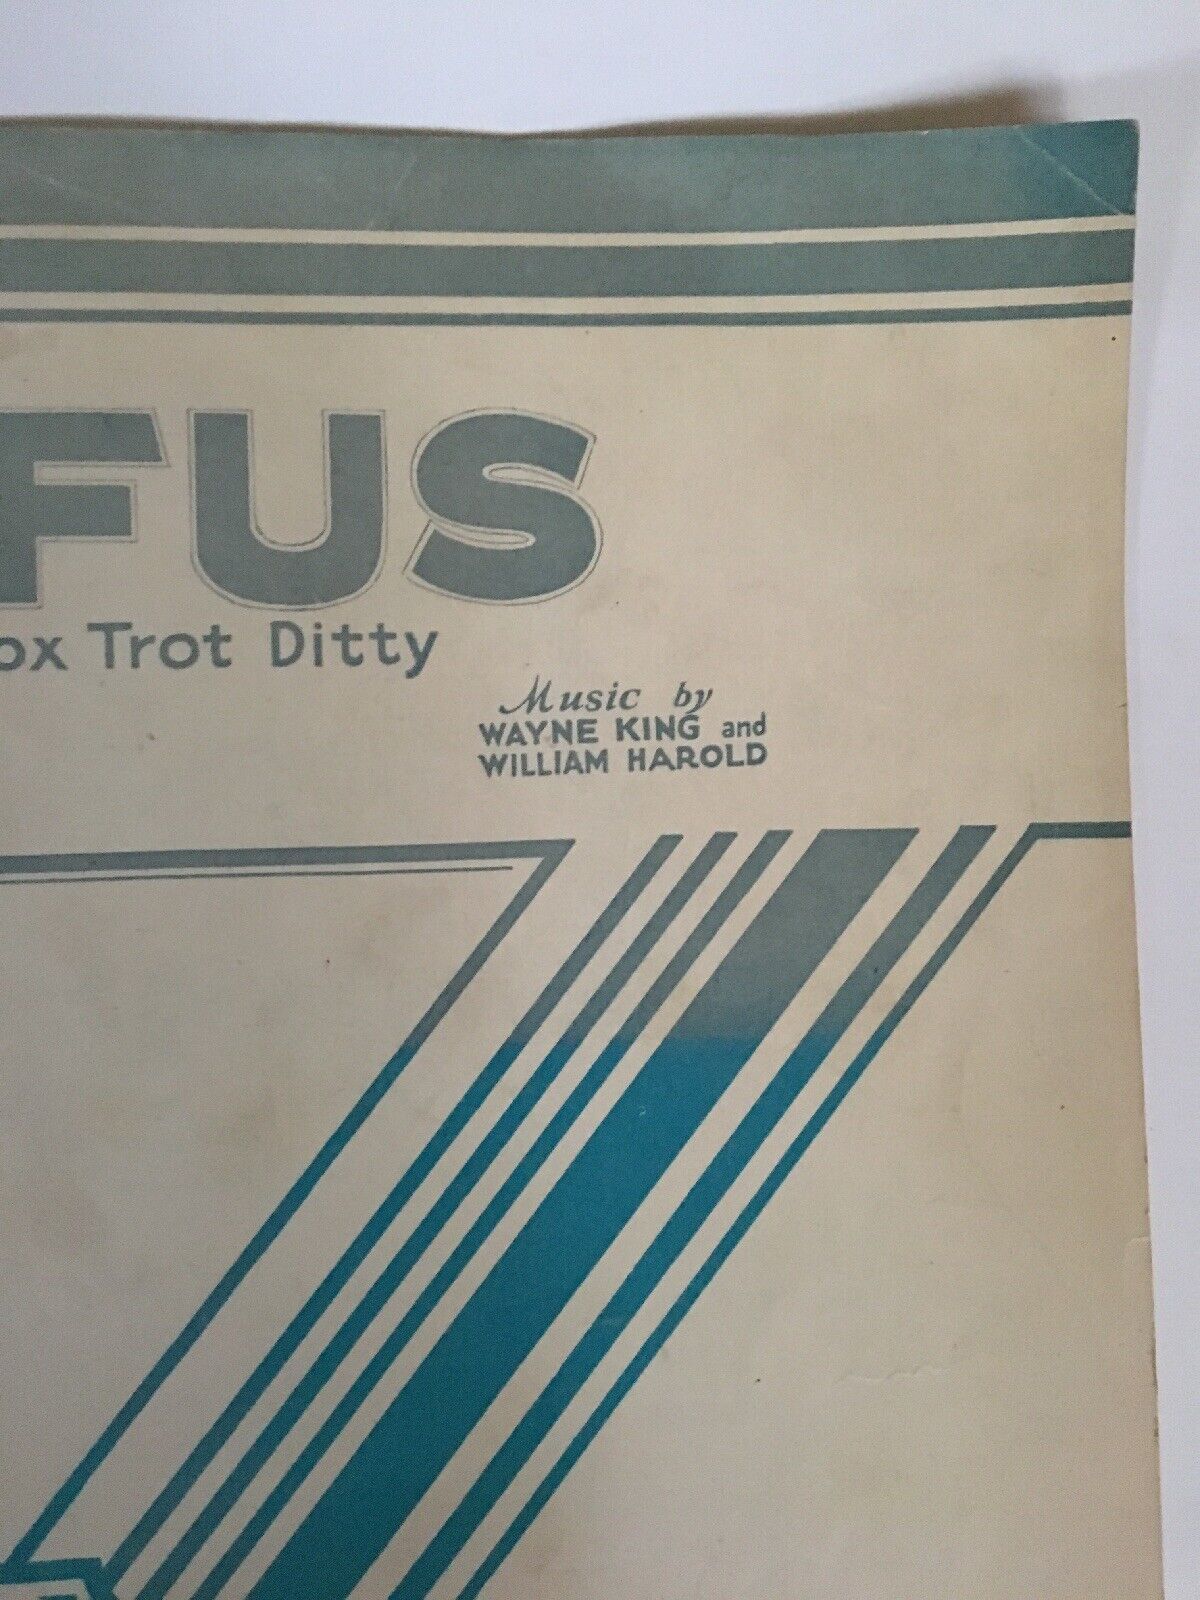 FUS
ox Trot Ditty
Music by
WAYNE KING and
WILLIAM HAROLD